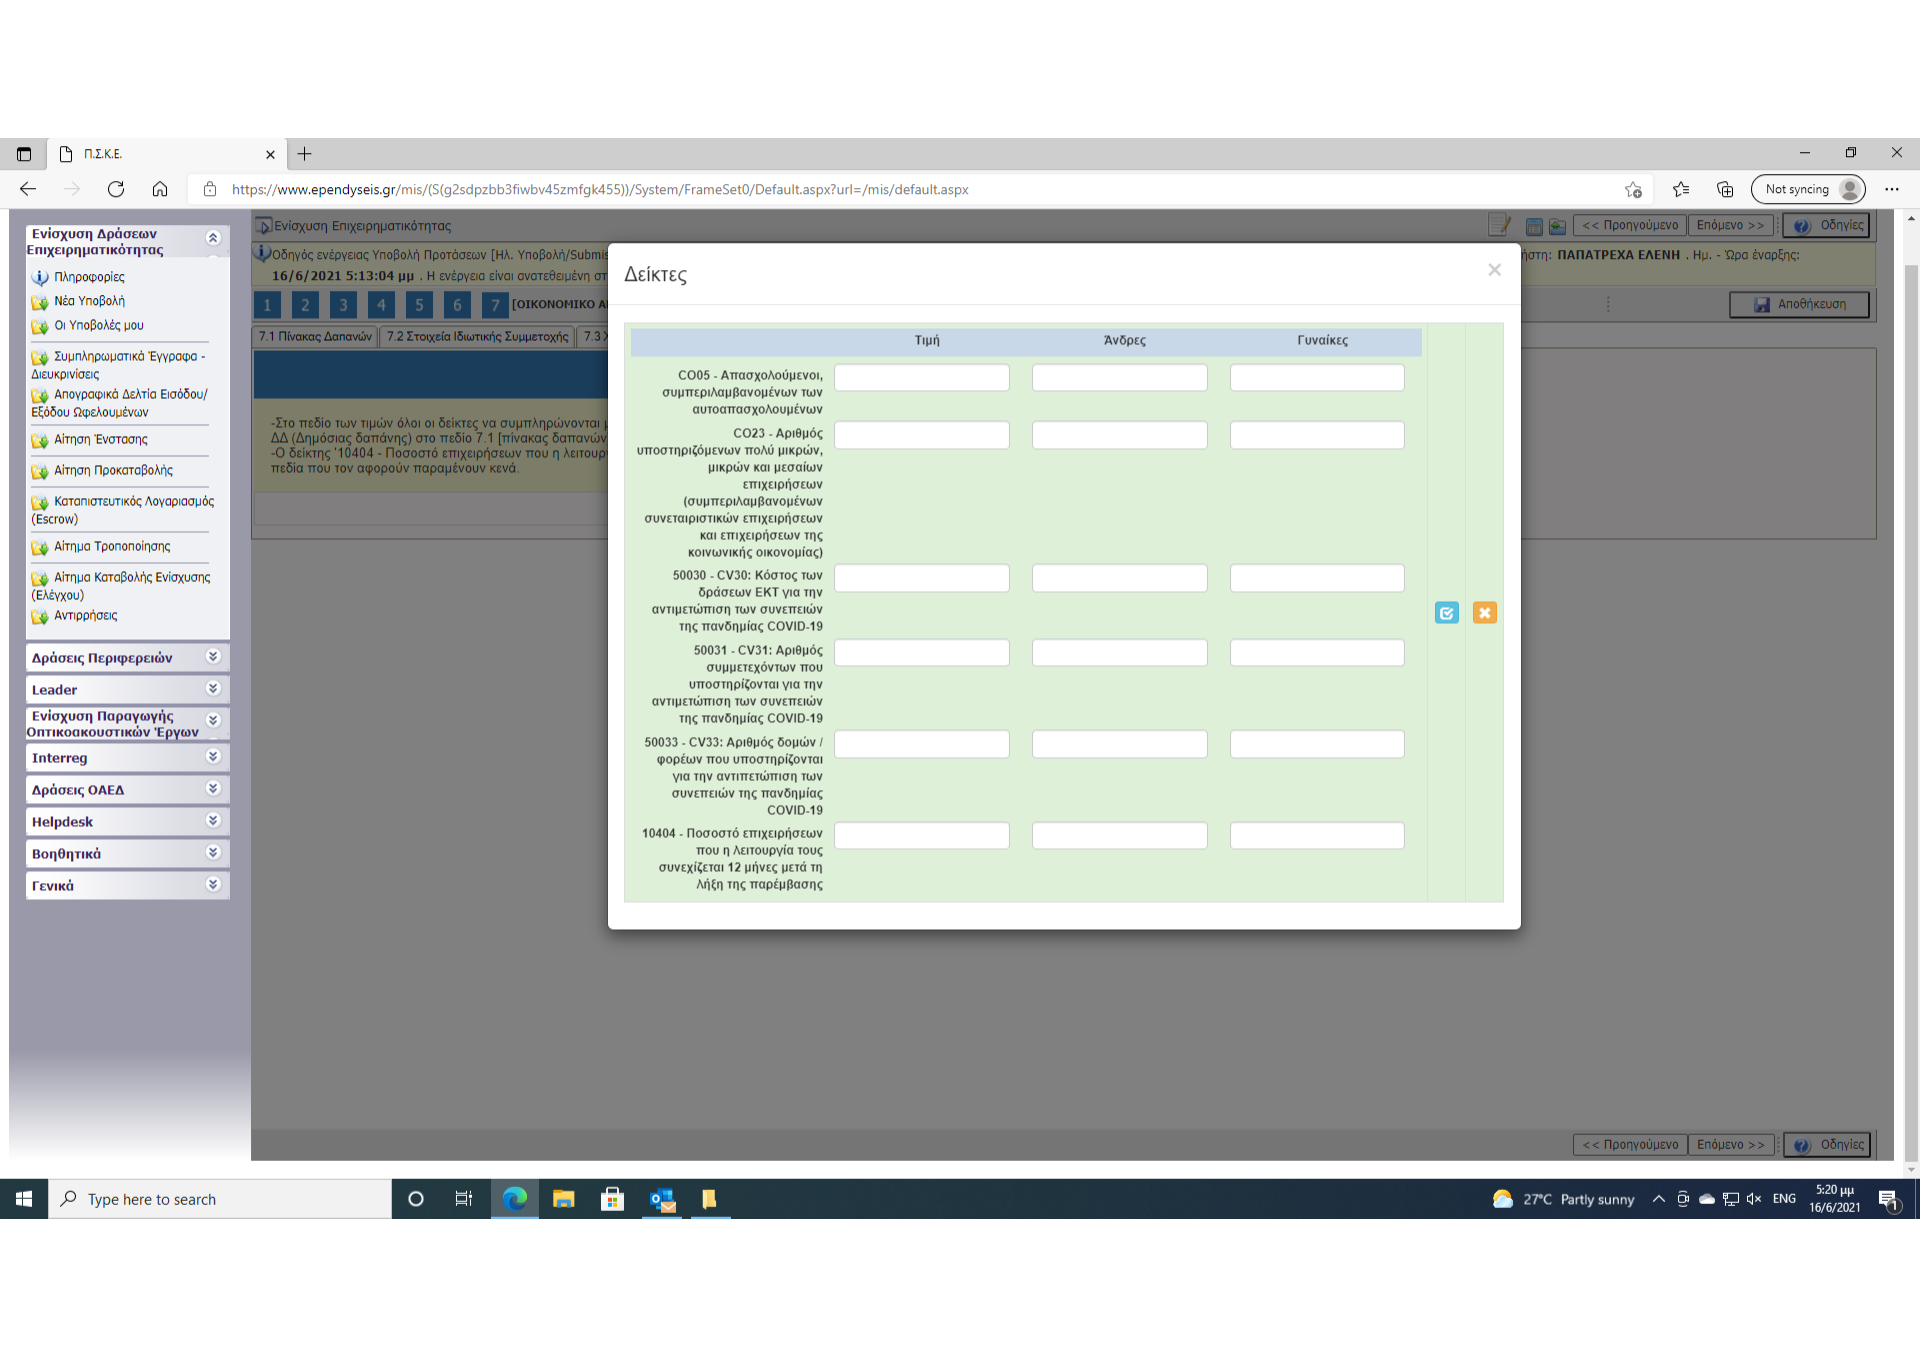 Π.Σ.Κ.Ε.
https://www.ependyseis.gr/mis/(S(g2sdpzbb3fiwbv45zmfgk455))/System/FrameSet0/Default.aspx?url=/mis/default.aspx
Not syncing
Ενίσχυση Δράσεων
Επιχειρηματικότητας
Πληροφορίες
Νέα Υποβολή
Οι Υποβολές μου
Συμπληρωματικά Έγγραφα -
Διευκρινίσεις
Απογραφικά Δελτία Εισόδου/
Εξόδου Ωφελουμένων
Αίτηση Ένστασης
Αίτηση Προκαταβολής
Καταπιστευτικός Λογαριασμός
(Escrow)
Αίτημα Τροποποίησης
Αίτημα Καταβολής Ενίσχυσης
(Ελέγχου)
Αντιρρήσεις
Δράσεις Περιφερειών
Leader
Ενίσχυση Παραγωγής
Οπτικοακουστικών Έργων
Interreg
Δράσεις ΟΑΕΔ
Helpdesk
Βοηθητικά
Γενικά
Ενίσχυση Επιχειρηματικότητας
<< Προηγούμενο
Επόμενο >>
Οδηγίες
Οδηγός ενέργειας Υποβολή Προτάσεων [Ηλ. Υποβολή/Submis
ήστη: ΠΑΠΑΤΡΕΧΑ ΕΛΕΝΗ . Ημ. - Ώρα έναρξης:
16/6/2021 5:13:04 μμ . Η ενέργεια είναι ανατεθειμένη στ
1 2 3 4 5 6 7 [ΟΙΚΟΝΟΜΙΚΟ Α
Αποθήκευση
7.1 Πίνακας Δαπανών
7.2 Στοιχεία Ιδιωτικής Συμμετοχής
7.3 Χ
-Στο πεδίο των τιμών όλοι οι δείκτες να συμπληρώνονται μ
ΔΔ (Δημόσιας δαπάνης) στο πεδίο 7.1 [πίνακας δαπανών
-Ο δείκτης '10404 - Ποσοστό επιχειρήσεων που η λειτουρ
πεδία που τον αφορούν παραμένουν κενά.
Δείκτες
×
Τιμή Άνδρες Γυναίκες
CO05 - Απασχολούμενοι,
συμπεριλαμβανομένων των
αυτοαπασχολουμένων
CO23 - Αριθμός
υποστηριζόμενων πολύ μικρών,
μικρών και μεσαίων
επιχειρήσεων
(συμπεριλαμβανομένων
συνεταιριστικών επιχειρήσεων
και επιχειρήσεων της
κοινωνικής οικονομίας)
50030 - CV30: Κόστος των
δράσεων ΕΚΤ για την
αντιμετώπιση των συνεπειών
της πανδημίας COVID-19
50031 - CV31: Αριθμός
συμμετεχόντων που
υποστηρίζονται για την
αντιμετώπιση των συνεπειών
της πανδημίας COVID-19
50033 - CV33: Αριθμός δομών /
φορέων που υποστηρίζονται
για την αντιπετώπιση των
συνεπειών της πανδημίας
COVID-19
10404 - Ποσοστό επιχειρήσεων
που η λειτουργία τους
συνεχίζεται 12 μήνες μετά τη
λήξη της παρέμβασης
<< Προηγούμενο
Επόμενο >>
Οδηγίες
Type here to search
27°C Partly sunny
ENG
5:20 μμ
16/6/2021
1